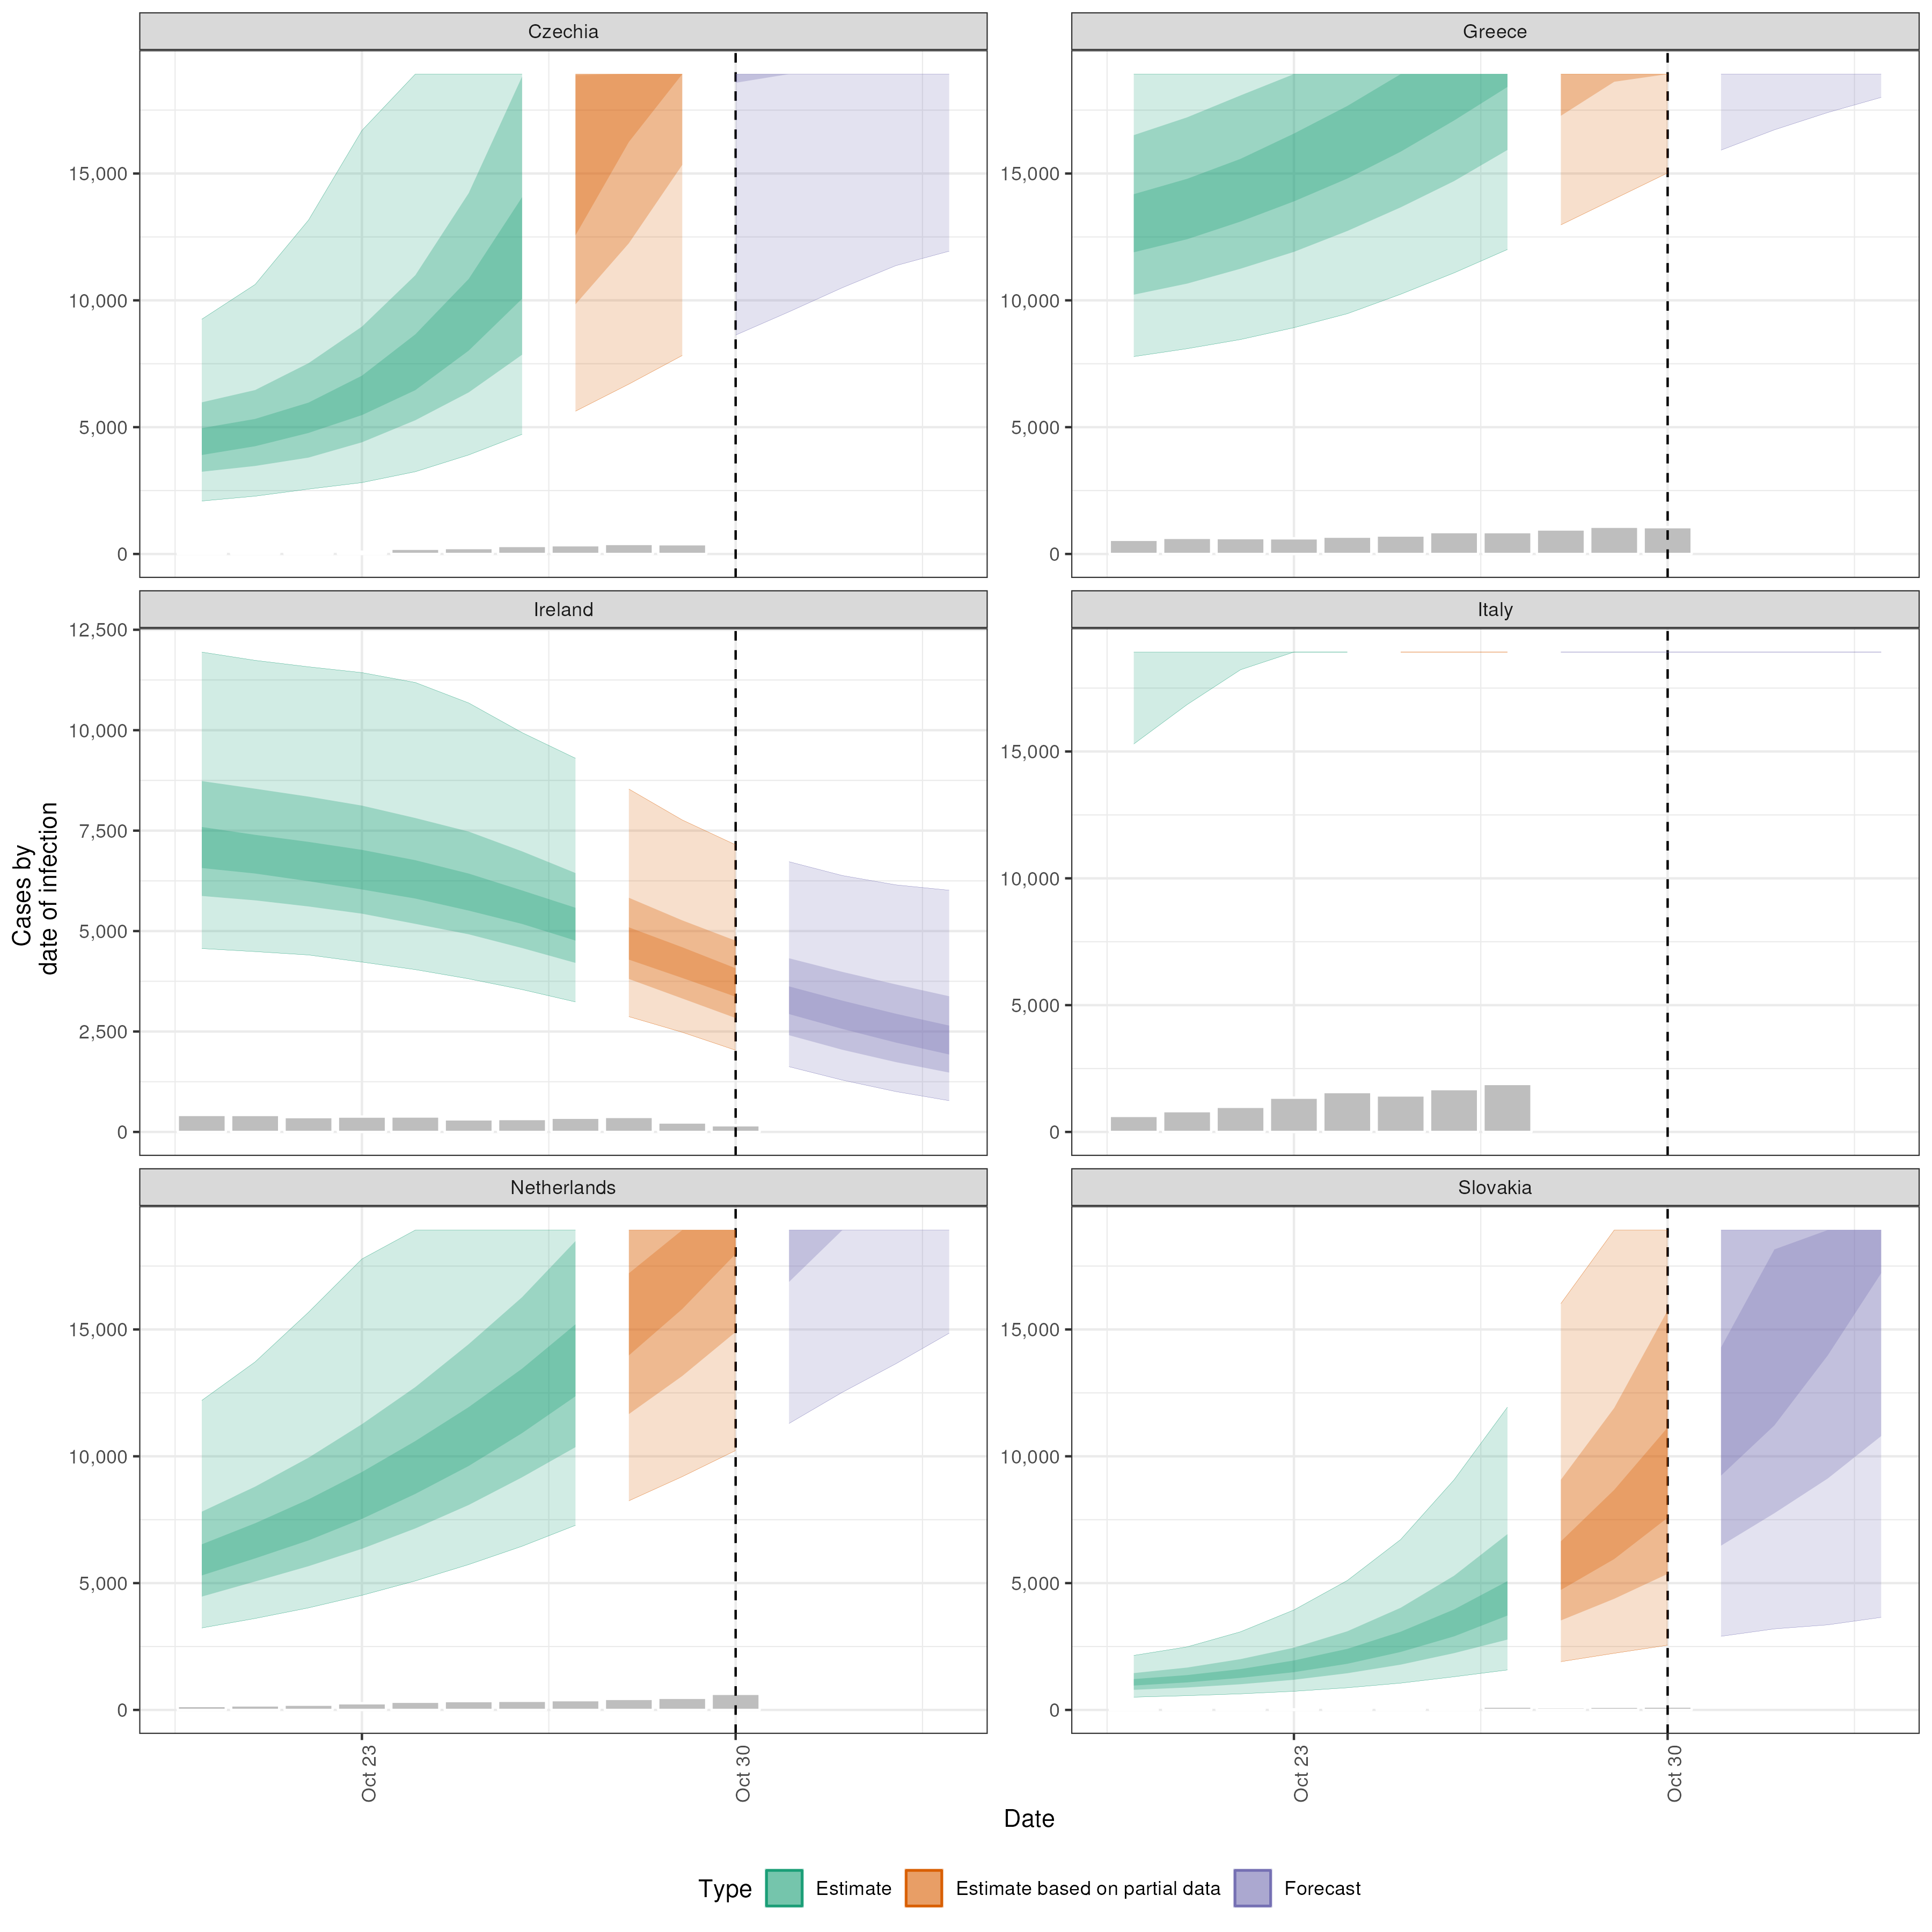 Czechia
Greece
15,000
10,000
5,000
0
15,000
10,000
5,000
0
Ireland
Italy
12,500
10,000
7,500
5,000
2,500
0
15,000
10,000
5,000
0
Cases by
date of infection
Netherlands
Slovakia
15,000
10,000
5,000
0
15,000
10,000
5,000
0
Oct 23
Oct 30
Oct 23
Oct 30
Date
Type Estimate Estimate based on partial data Forecast